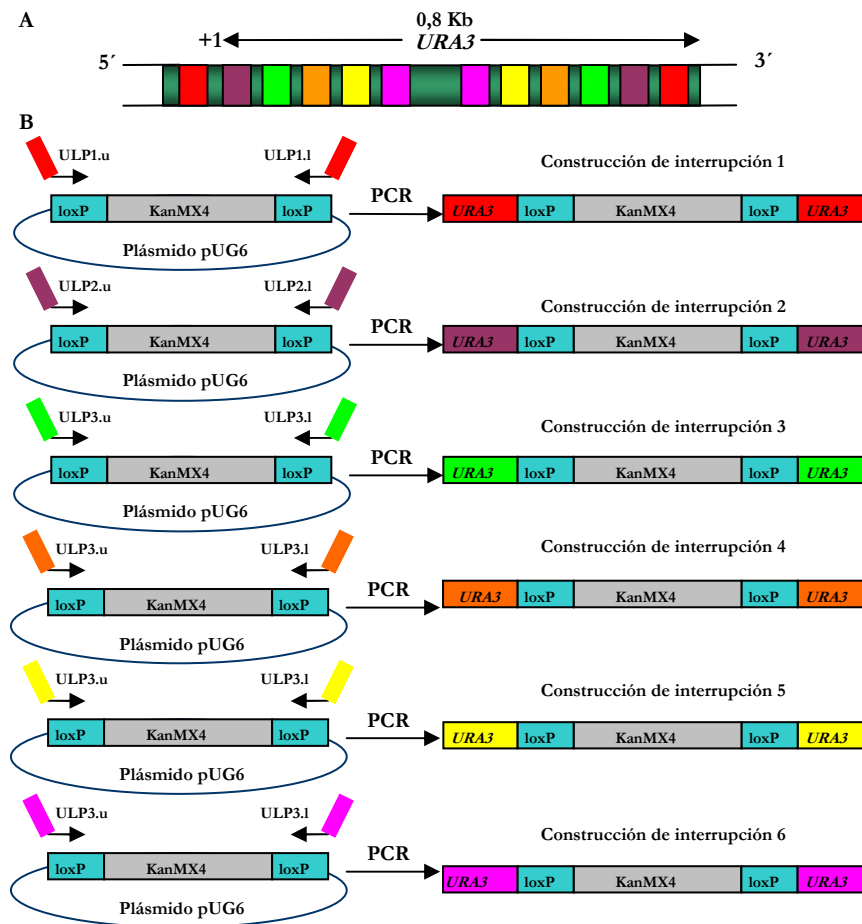 A
0,8 Kb
+1
URA3
5´
3´
B
ULP1.u
ULP1.l
loxP
KanMX4
loxP
Plásmido pUG6
PCR
Construcción de interrupción 1
URA3
loxP
KanMX4
loxP
URA3
ULP2.u
ULP2.l
loxP
KanMX4
loxP
Plásmido pUG6
PCR
Construcción de interrupción 2
URA3
loxP
KanMX4
loxP
URA3
ULP3.u
ULP3.l
loxP
KanMX4
loxP
Plásmido pUG6
PCR
Construcción de interrupción 3
URA3
loxP
KanMX4
loxP
URA3
ULP3.u
ULP3.l
loxP
KanMX4
loxP
Plásmido pUG6
PCR
Construcción de interrupción 4
URA3
loxP
KanMX4
loxP
URA3
ULP3.u
ULP3.l
loxP
KanMX4
loxP
Plásmido pUG6
PCR
Construcción de interrupción 5
URA3
loxP
KanMX4
loxP
URA3
ULP3.u
ULP3.l
loxP
KanMX4
loxP
Plásmido pUG6
PCR
Construcción de interrupción 6
URA3
loxP
KanMX4
loxP
URA3